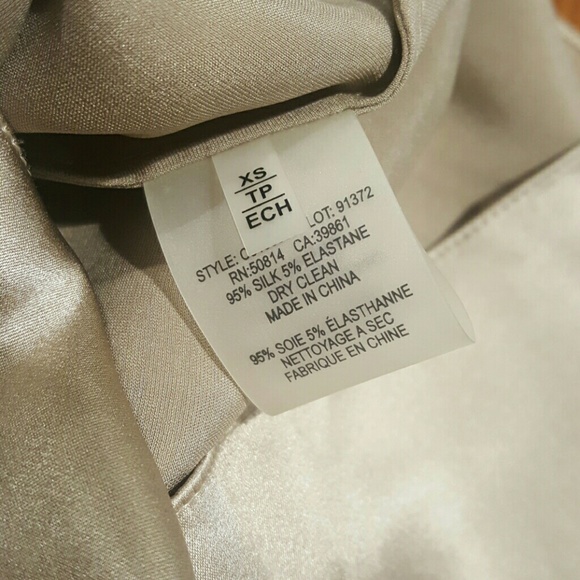 XS
TP
ECH
STYLE: LOT: 91372
RN:50814 CA:39861
95% SILK 5% ELASTANE
DRY CLEAN
MADE IN CHINA
95% SOIE 5% ÉLASTHANNE
NETTOYAGE A SEC
FABRIQUE EN CHINE